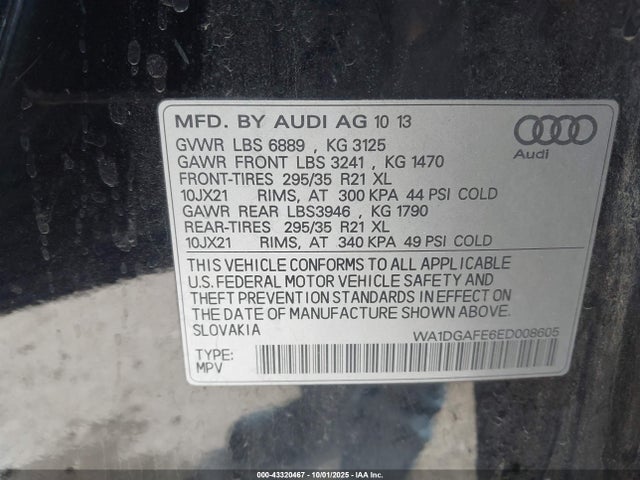 MFD. BY AUDI AG 10 13
GVWR LBS 6889 , KG 3125
GAWR FRONT LBS 3241 , KG 1470
FRONT-TIRES 295/35 R21 XL
10JX21 RIMS, AT 300 KPA 44 PSI COLD
GAWR REAR LBS3946 , KG 1790
REAR-TIRES 295/35 R21 XL
10JX21 RIMS, AT 340 KPA 49 PSI COLD
Audi
THIS VEHICLE CONFORMS TO ALL APPLICABLE
U.S. FEDERAL MOTOR VEHICLE SAFETY AND
THEFT PREVENTION STANDARDS IN EFFECT ON
THE DATE OF MANUFACTURE SHOWN ABOVE.
SLOVAKIA
WA1DGAFE6ED008605
TYPE:
MPV
000-43320467 - 10/01/2025 - IAA Inc.